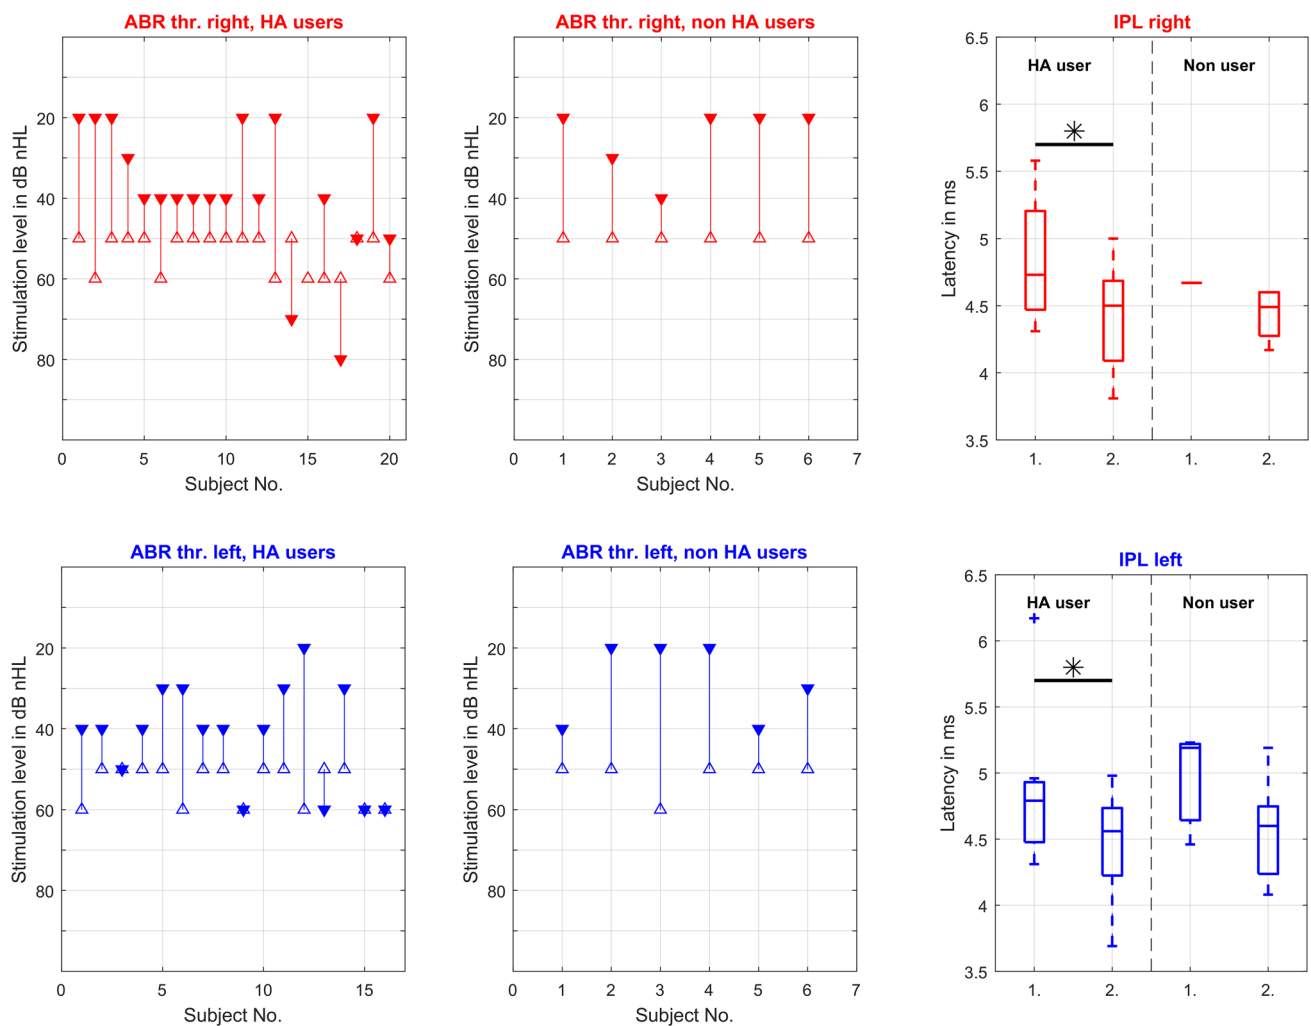 ABR thr. right, HA users
20
40
60
80
0 5 10 15 20
Stimulation level in dB nHL
Subject No.
ABR thr. right, non HA users
20
40
60
80
0 1 2 3 4 5 6 7
Stimulation level in dB nHL
Subject No.
IPL right
HA user Non user
6.5
6
5.5
5
4.5
4
3.5
1. 2. 1. 2.
Latency in ms
ABR thr. left, HA users
20
40
60
80
0 5 10 15
Stimulation level in dB nHL
Subject No.
ABR thr. left, non HA users
20
40
60
80
0 1 2 3 4 5 6 7
Stimulation level in dB nHL
Subject No.
IPL left
HA user Non user
6.5
6
5.5
5
4.5
4
3.5
1. 2. 1. 2.
Latency in ms